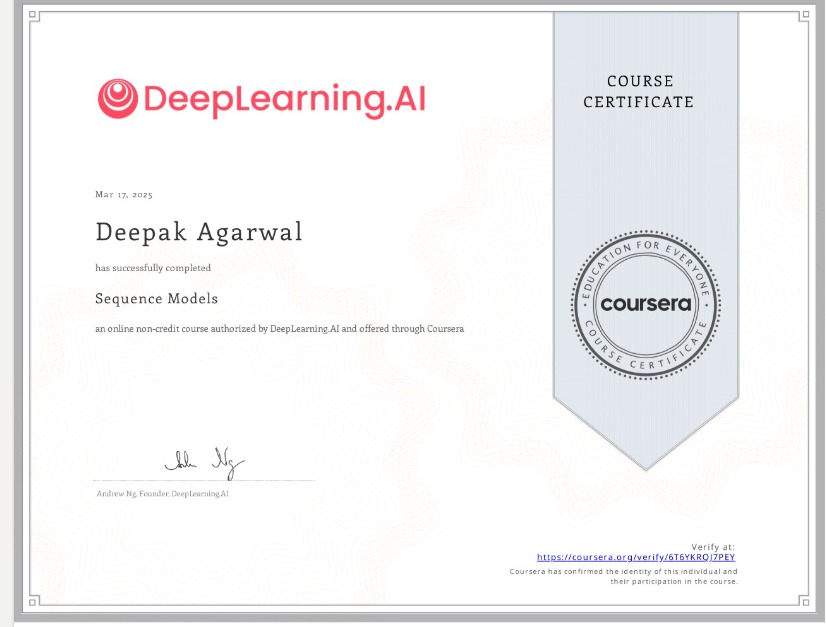 DeepLearning.AI
COURSE
CERTIFICATE
Mar 17, 2025
Deepak Agarwal
has successfully completed
Sequence Models
an online non-credit course authorized by DeepLearning.AI and offered through Coursera
EDUCATION FOR EVERYONE
coursera
COURSE CERTIFICATE
Andrew Ng, Founder, DeepLearning.AI
Verify at:
https://coursera.org/verify/6T6YKRQJ7PEY
Coursera has confirmed the identity of this individual and
their participation in the course.